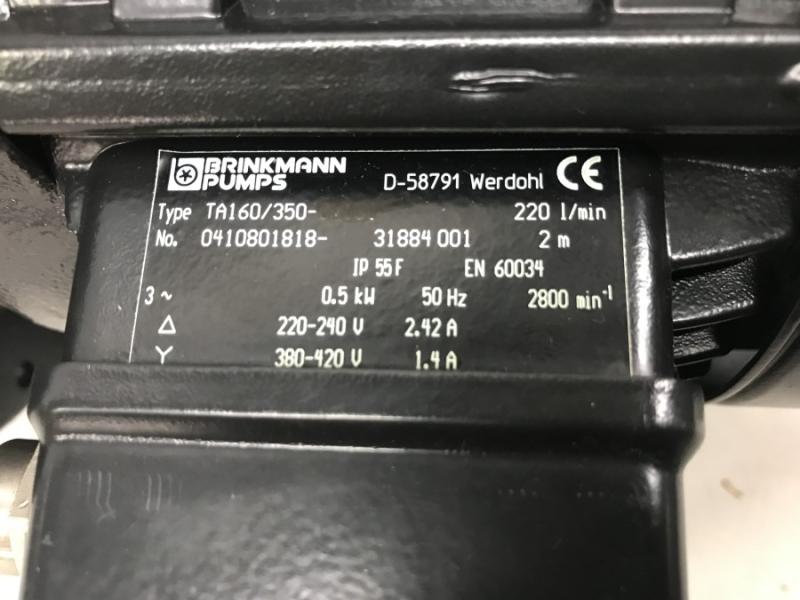 BRINKMANN
PUMPS
D-58791 Werdohl CE
Type TA160/350- 220 l/min
No. 0410801818- 31884 001 2 m
IP 55 F EN 60034
3 ~ 0.5 kW 50 Hz 2800 min⁻¹
Δ 220-240 V 2.42 A
Y 380-420 V 1.4 A